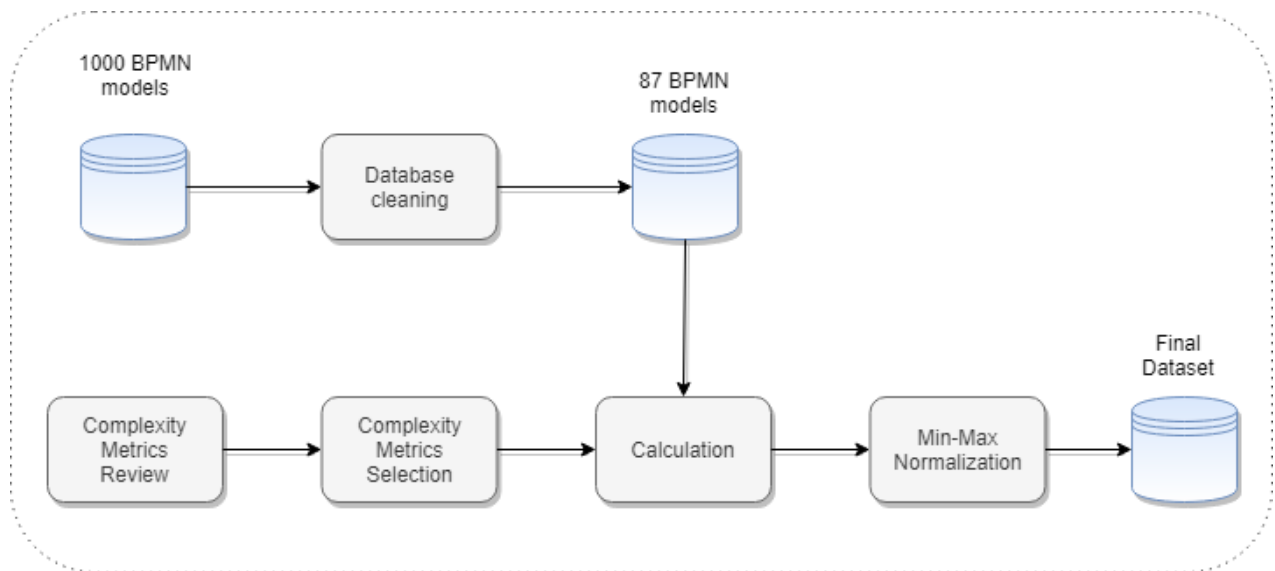 1000 BPMN
models
87 BPMN
models
Database
cleaning
Final
Dataset
Complexity
Metrics
Review
Complexity
Metrics
Selection
Calculation
Min-Max
Normalization